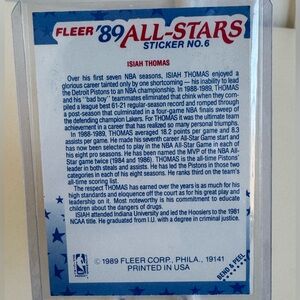 FLEER '89 ALL-STARS
STICKER NO. 6
ISIAH THOMAS
Over his first seven NBA seasons, ISIAH THOMAS enjoyed a
glorious career tainted only by one shortcoming — his inability to lead
the Detroit Pistons to an NBA championship. In 1988-1989, THOMAS
and his "bad boy" teammates eliminated that chink when they com-
piled a league best 61-21 regular-season record and romped through
a post-season that culminated in a four-game NBA finals sweep of
the defending champion Lakers. For THOMAS it was the ultimate team
achievement in a career that has realized so many personal triumphs.
In 1988-1989, THOMAS averaged 18.2 points per game and 8.3
assists per game. He made his seventh career All-Star Game start and
has now been selected to play in the NBA All-Star Game in each of
his eight pro seasons. He has been named the MVP of the NBA All-
Star game twice (1984 and 1986). THOMAS is the all-time Pistons
leader in both steals and assists. He has led the Pistons in those two
categories in each of his eight seasons. He ranks third on the team's
all-time scoring list.
The respect THOMAS has earned over the years is as much for his
high standards and eloquence off the court as for his great play and
leadership on it. Most noteworthy is his commitment to educate
children about the dangers of drugs.
ISIAH attended Indiana University and led the Hoosiers to the 1981
NCAA title. He graduated from I.U. with a degree in criminal justice.
© 1989 FLEER CORP., PHILA., 19141
PRINTED IN USA
NBA
BEND & PEEL